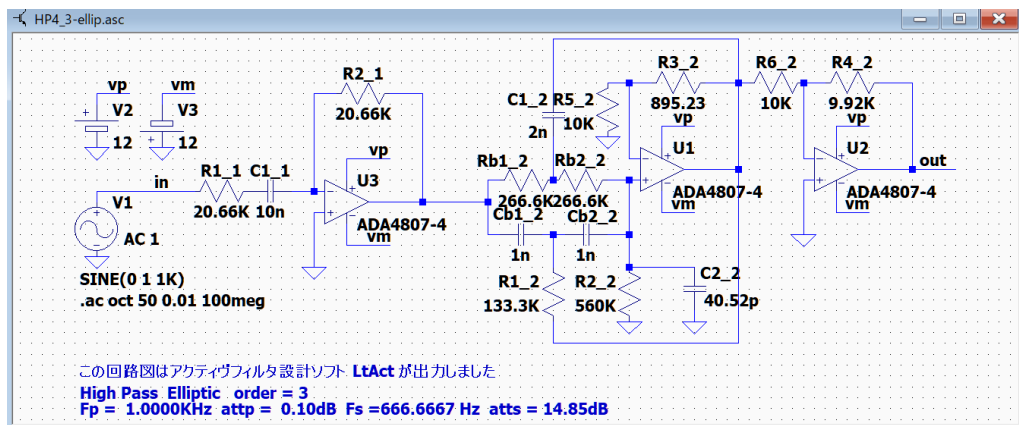 HP4_3-ellip.asc
vp
V2
12
vm
V3
12
in
V1
AC 1
SINE(0 1 1K)
.ac oct 50 0.01 100meg
R1_1
20.66K
C1_1
10n
R2_1
20.66K
vp
U3
ADA4807-4
vm
Rb1_2
266.6K
Rb2_2
266.6K
Cb1_2
1n
Cb2_2
1n
C1_2
2n
R5_2
10K
R3_2
895.23
vp
U1
ADA4807-4
vm
R1_2
133.3K
R2_2
560K
C2_2
40.52p
R6_2
10K
R4_2
9.92K
vp
U2
ADA4807-4
vm
out
この回路図はアクティヴフィルタ設計ソフト LtAct が出力しました
High Pass Elliptic order = 3
Fp = 1.0000KHz attp = 0.10dB Fs =666.6667 Hz atts = 14.85dB